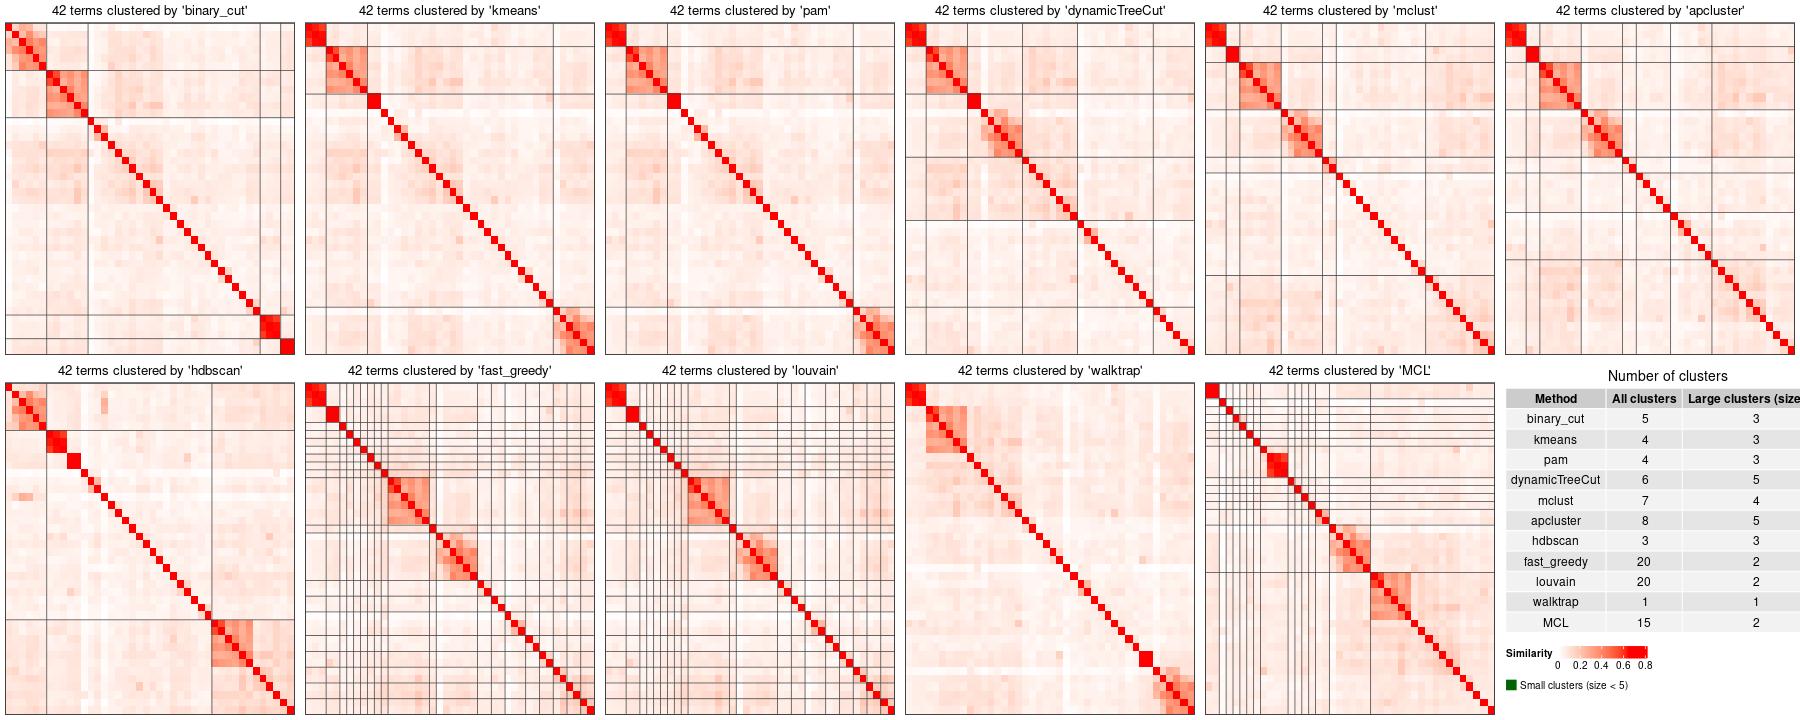 42 terms clustered by 'binary_cut'
42 terms clustered by 'kmeans'
42 terms clustered by 'pam'
42 terms clustered by 'dynamicTreeCut'
42 terms clustered by 'mclust'
42 terms clustered by 'apcluster'
42 terms clustered by 'hdbscan'
42 terms clustered by 'fast_greedy'
42 terms clustered by 'louvain'
42 terms clustered by 'walktrap'
42 terms clustered by 'MCL'
Number of clusters
Method All clusters Large clusters (size
binary_cut 5 3
kmeans 4 3
pam 4 3
dynamicTreeCut 6 5
mclust 7 4
apcluster 8 5
hdbscan 3 3
fast_greedy 20 2
louvain 20 2
walktrap 1 1
MCL 15 2
Similarity
0 0.2 0.4 0.6 0.8
Small clusters (size < 5)